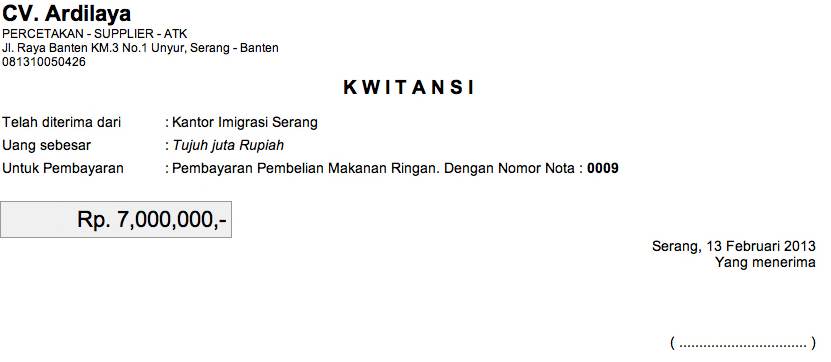 CV. Ardilaya
PERCETAKAN - SUPPLIER - ATK
Jl. Raya Banten KM.3 No.1 Unyur, Serang - Banten
081310050426
K W I T A N S I
Telah diterima dari : Kantor Imigrasi Serang
Uang sebesar : Tujuh juta Rupiah
Untuk Pembayaran : Pembayaran Pembelian Makanan Ringan. Dengan Nomor Nota : 0009
Rp. 7,000,000,-
Serang, 13 Februari 2013
Yang menerima
( ................................ )